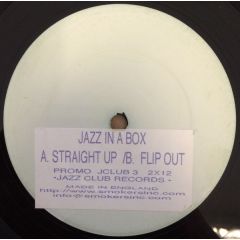 JAZZ IN A BOX
A. STRAIGHT UP /B. FLIP OUT
PROMO JCLUB 3 2X12
-JAZZ CLUB RECORDS -
MADE IN ENGLAND
http://www.smokersinc.com
info@smokersinc.com